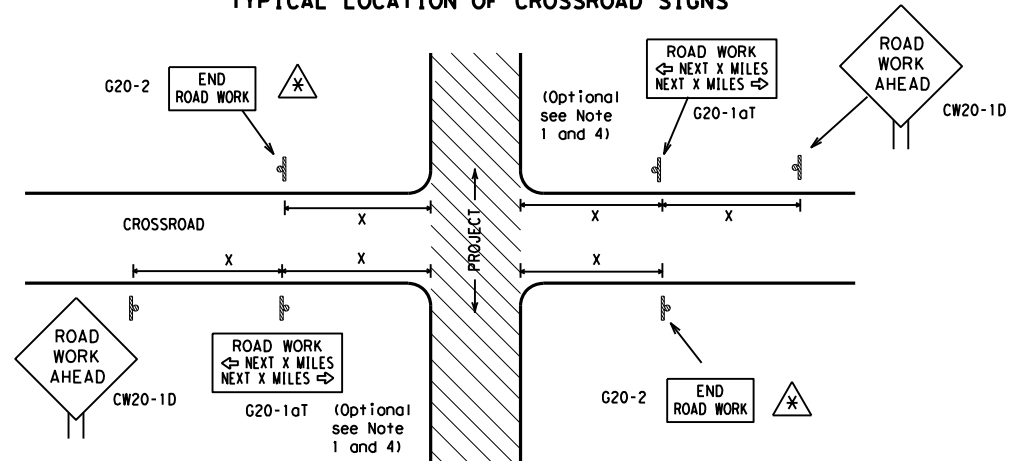 TYPICAL LOCATION OF CROSSROAD SIGNS
G20-2
END
ROAD WORK
*
(Optional
see Note
1 and 4)
ROAD WORK
⇦ NEXT X MILES
NEXT X MILES ⇨
G20-1aT
ROAD
WORK
AHEAD
CW20-1D
X
X
X
CROSSROAD
PROJECT
X
X
X
ROAD
WORK
AHEAD
CW20-1D
ROAD WORK
⇦ NEXT X MILES
NEXT X MILES ⇨
G20-1aT
(Optional
see Note
1 and 4)
G20-2
END
ROAD WORK
*